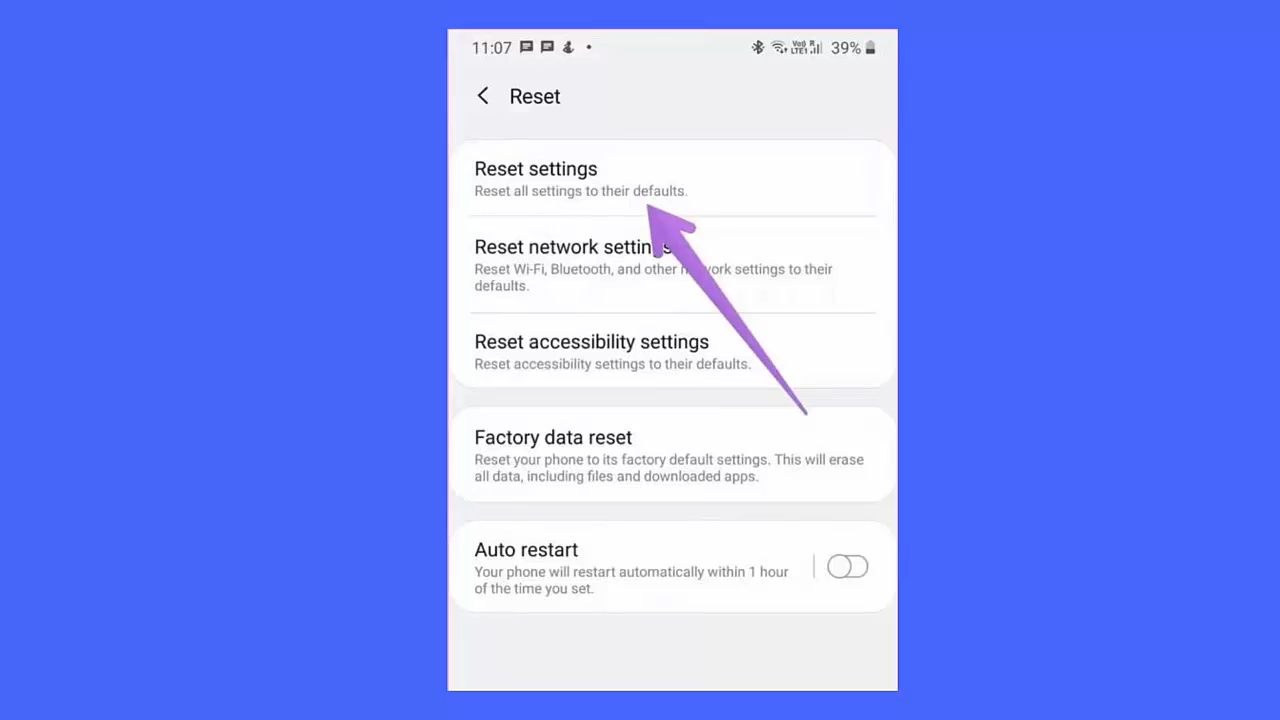 11:07 39%
Reset
Reset settings
Reset all settings to their defaults.
Reset network settings
Reset Wi-Fi, Bluetooth, and other network settings to their
defaults.
Reset accessibility settings
Reset accessibility settings to their defaults.
Factory data reset
Reset your phone to its factory default settings. This will erase
all data, including files and downloaded apps.
Auto restart
Your phone will restart automatically within 1 hour
of the time you set.